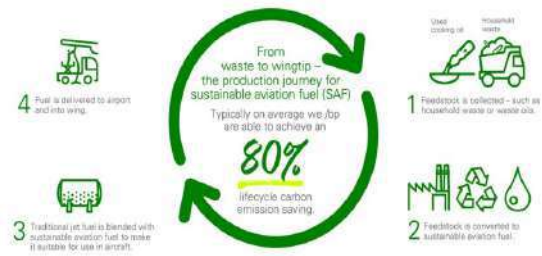 From
waste to wingtip –
the production journey for
sustainable aviation fuel (SAF)
Typically on average we /bp
are able to achieve an
80%
lifecycle carbon
emission saving.
Used
cooking oil
Household
waste
1 Feedstock is collected – such as
household waste or waste oils.
2 Feedstock is converted to
sustainable aviation fuel.
3 Traditional jet fuel is blended with
sustainable aviation fuel to make
it suitable for use in aircraft.
4 Fuel is delivered to airport
and into wing.